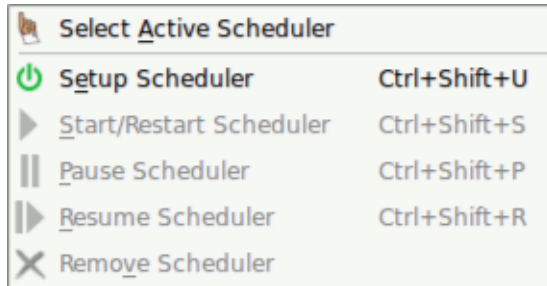 Select Active Scheduler
Setup Scheduler Ctrl+Shift+U
Start/Restart Scheduler Ctrl+Shift+S
Pause Scheduler Ctrl+Shift+P
Resume Scheduler Ctrl+Shift+R
Remove Scheduler